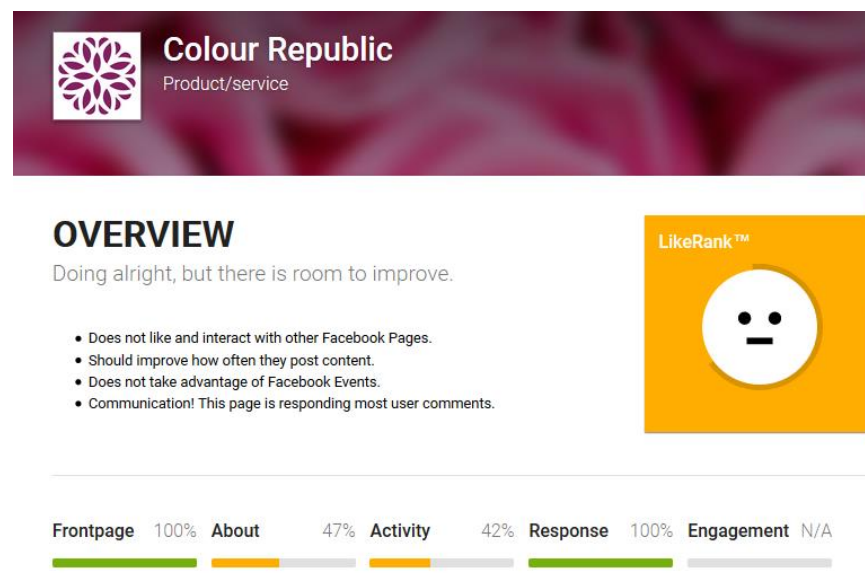 Colour Republic
Product/service
OVERVIEW
Doing alright, but there is room to improve.
LikeRank™
• Does not like and interact with other Facebook Pages.
• Should improve how often they post content.
• Does not take advantage of Facebook Events.
• Communication! This page is responding most user comments.
Frontpage 100% About 47% Activity 42% Response 100% Engagement N/A